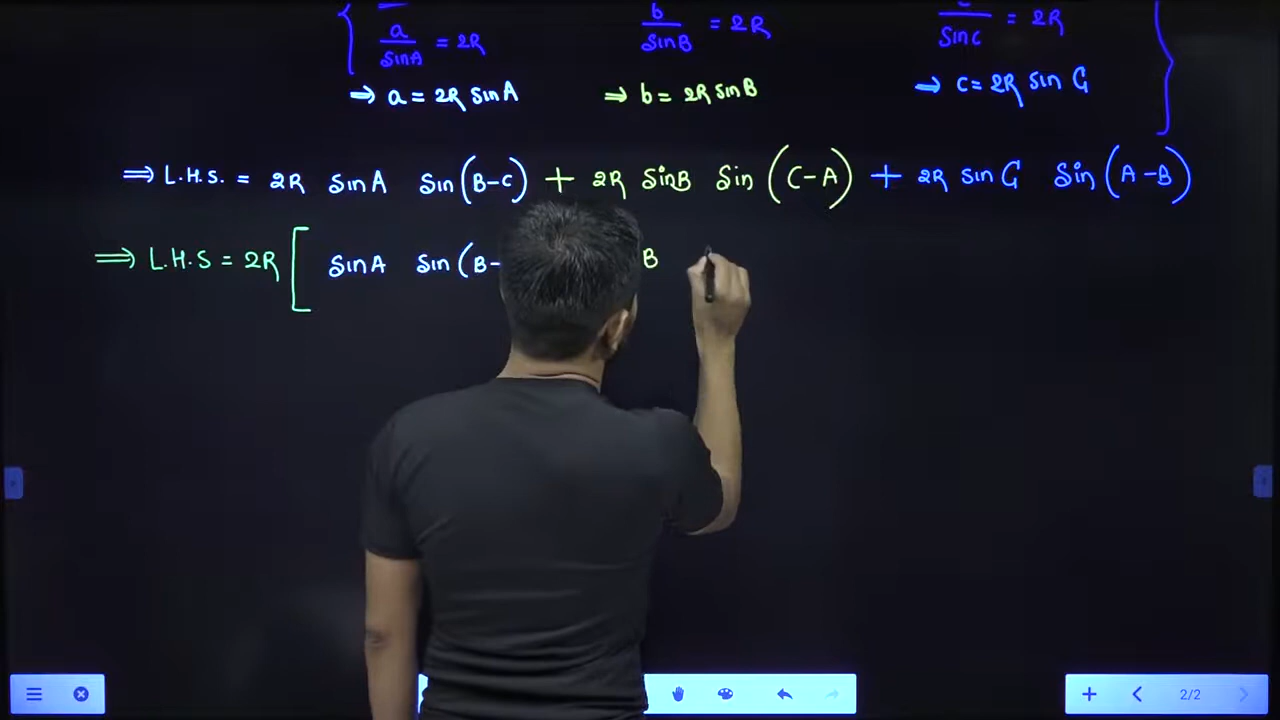 a/sinA = 2R b/sinB = 2R c/sinC = 2R
⇒ a = 2R sinA ⇒ b = 2R sinB ⇒ c = 2R sin C
⇒ L.H.S. = 2R sinA sin(B-C) + 2R sinB sin(C-A) + 2R sin C sin(A-B)
⇒ L.H.S = 2R [ sinA sin(B- B
2/2